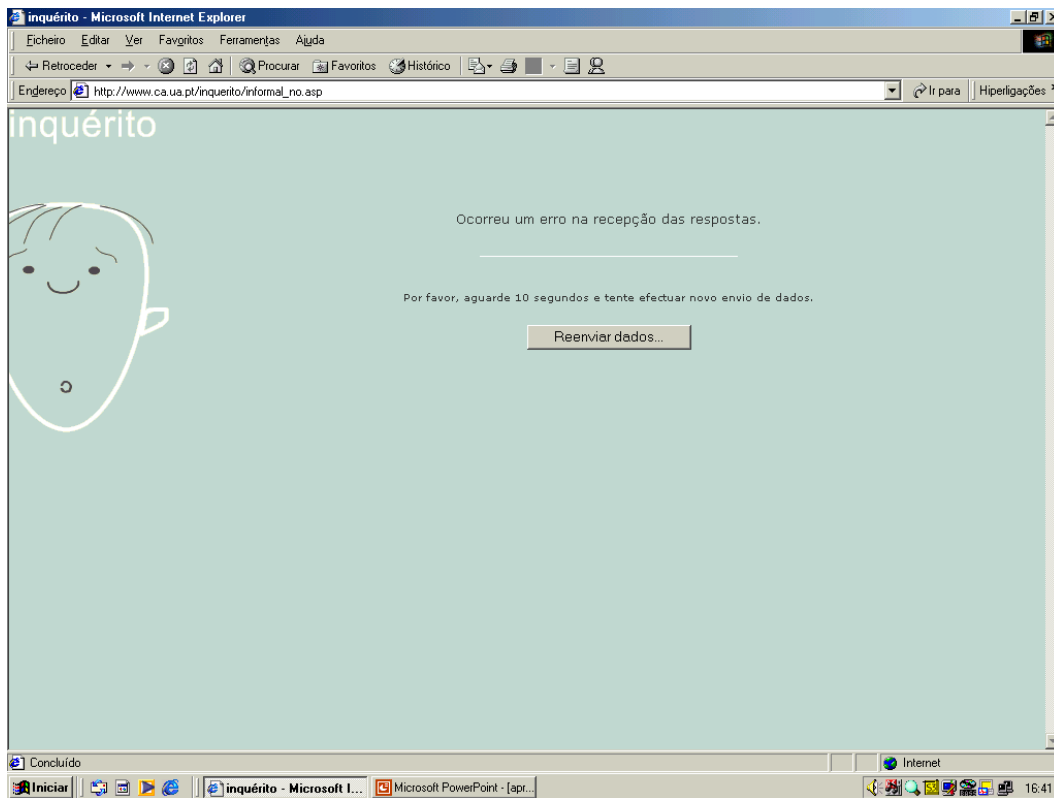 inquérito - Microsoft Internet Explorer
Ficheiro Editar Ver Favoritos Ferramentas Ajuda
Retroceder Procurar Favoritos Histórico
Endereço http://www.ca.ua.pt/inquerito/informal_no.asp Ir para Hiperligações
inquérito
Ocorreu um erro na recepção das respostas.
Por favor, aguarde 10 segundos e tente efectuar novo envio de dados.
Reenviar dados...
Concluído Internet
Iniciar inquérito - Microsoft I... Microsoft PowerPoint - [apr... 16:41